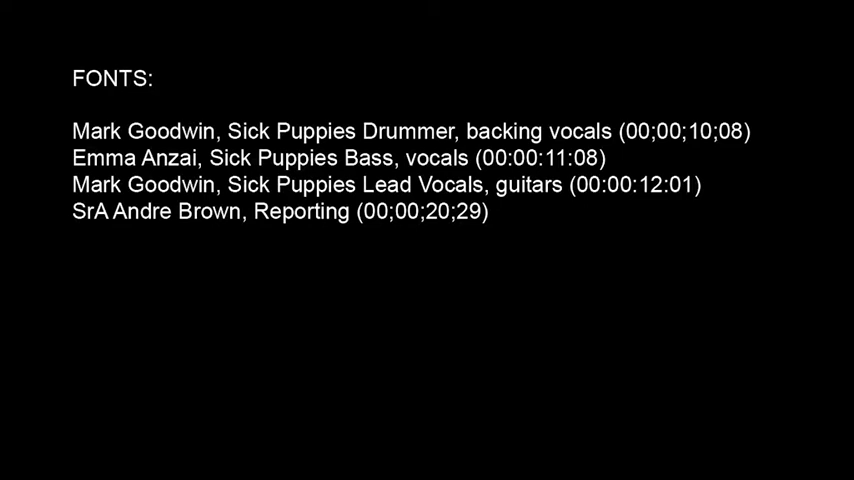 FONTS:
Mark Goodwin, Sick Puppies Drummer, backing vocals (00;00;10;08)
Emma Anzai, Sick Puppies Bass, vocals (00:00:11:08)
Mark Goodwin, Sick Puppies Lead Vocals, guitars (00:00:12:01)
SrA Andre Brown, Reporting (00;00;20;29)